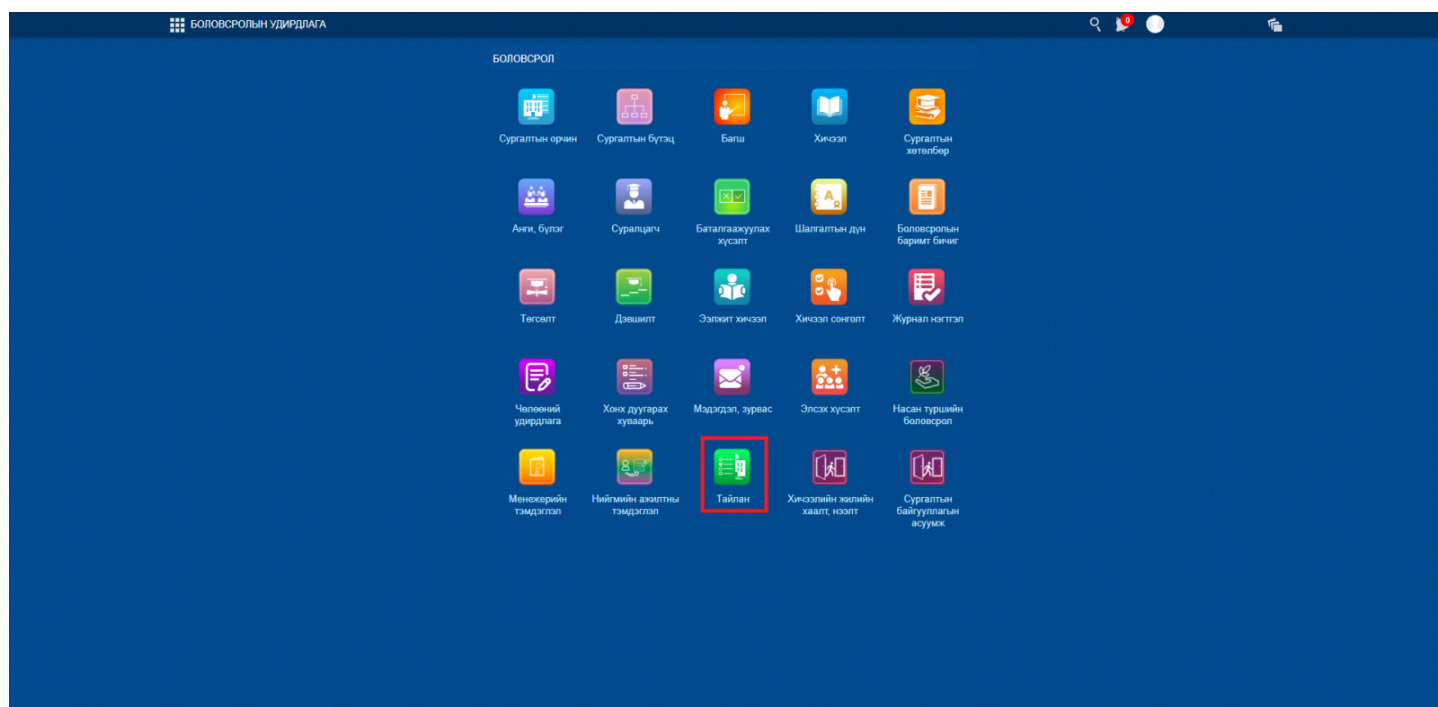 БОЛОВСРОЛЫН УДИРДЛАГА
0
БОЛОВСРОЛ
Сургалтын орчин
Сургалтын бүтэц
Багш
Хичээл
Сургалтын
хөтөлбөр
Анги, бүлэг
Суралцагч
Баталгаажуулах
хүсэлт
Шалгалтын дүн
Боловсролын
баримт бичиг
Төгсөлт
Дэвшилт
Ээлжит хичээл
Хичээл сонголт
Журнал нэгтгэл
Чөлөөний
удирдлага
Хонх дуугарах
хуваарь
Мэдэгдэл, зурвас
Элсэх хүсэлт
Насан туршийн
боловсрол
Менежерийн
тэмдэглэл
Нийгмийн ажилтны
тэмдэглэл
Тайлан
Хичээлийн жилийн
хаалт, нээлт
Сургалтын
байгууллагын
асуумж